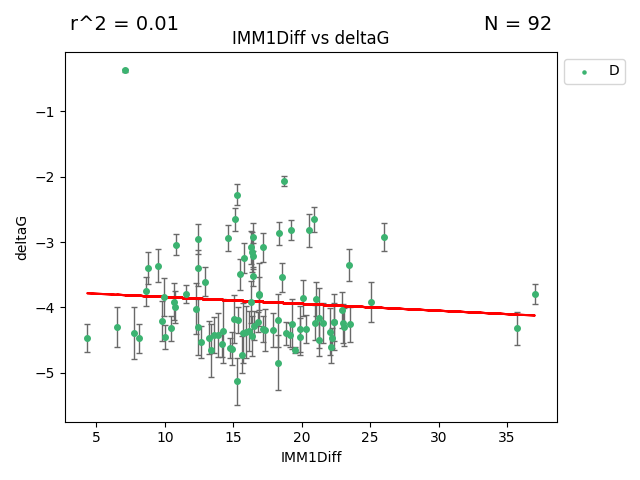 r^2 = 0.01
N = 92
IMM1Diff vs deltaG
D
−1
−2
−3
−4
−5
deltaG
5 10 15 20 25 30 35
IMM1Diff